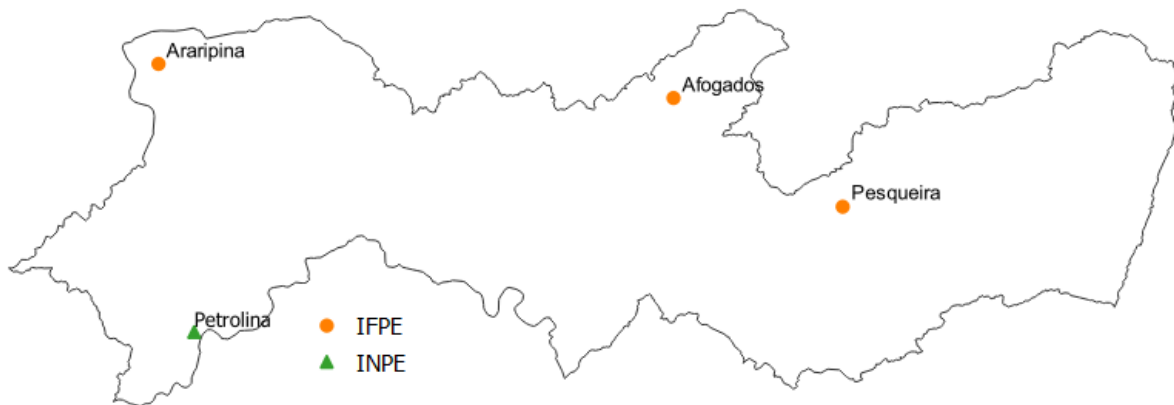 Araripina
Afogados
Pesqueira
Petrolina
IFPE
INPE